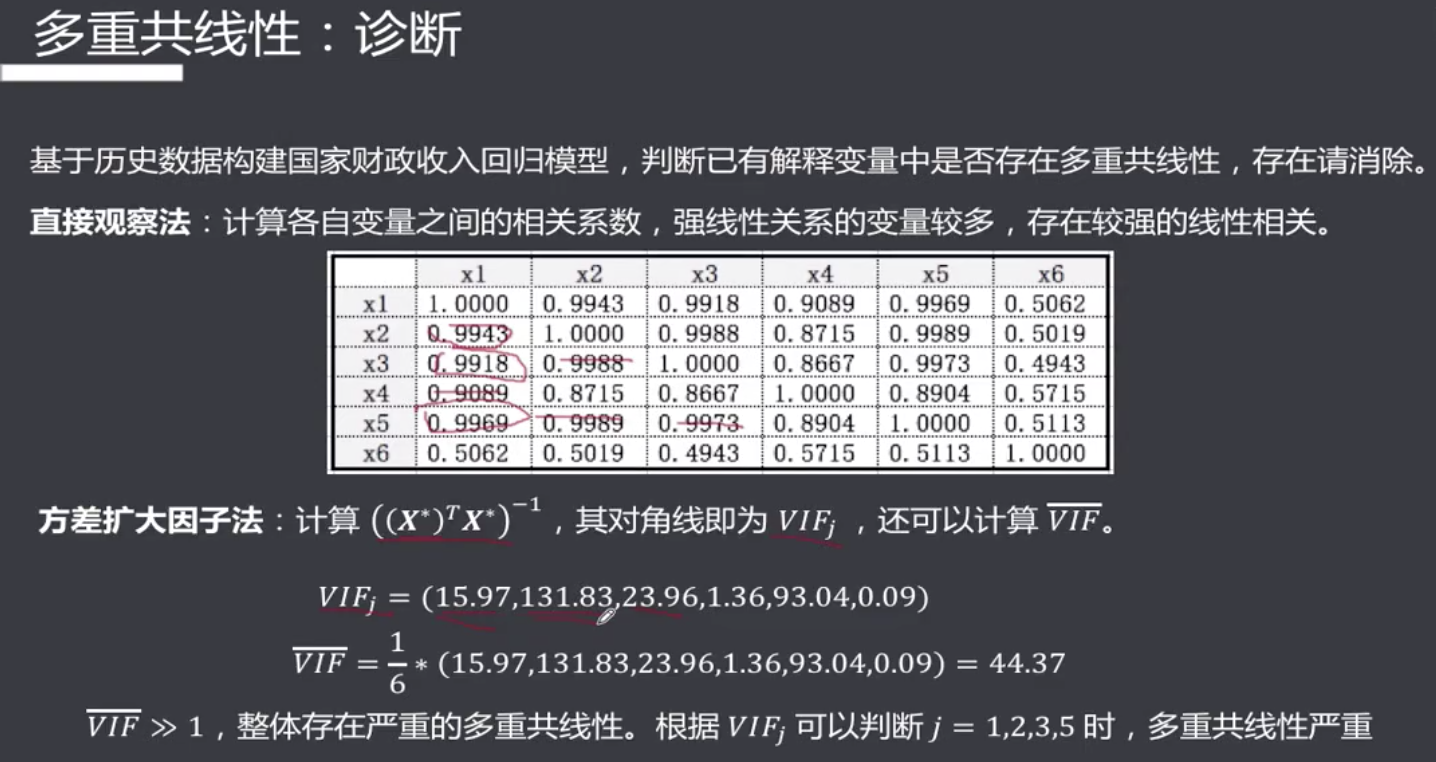 多重共线性：诊断
基于历史数据构建国家财政收入回归模型，判断已有解释变量中是否存在多重共线性，存在请消除。
直接观察法：计算各自变量之间的相关系数，强线性关系的变量较多，存在较强的线性相关。
x1 x2 x3 x4 x5 x6
x1 1.0000 0.9943 0.9918 0.9089 0.9969 0.5062
x2 0.9943 1.0000 0.9988 0.8715 0.9989 0.5019
x3 0.9918 0.9988 1.0000 0.8667 0.9973 0.4943
x4 0.9089 0.8715 0.8667 1.0000 0.8904 0.5715
x5 0.9969 0.9989 0.9973 0.8904 1.0000 0.5113
x6 0.5062 0.5019 0.4943 0.5715 0.5113 1.0000
方差扩大因子法：计算 ((X*)ᵀX*)⁻¹，其对角线即为 VIFⱼ ，还可以计算 V̅I̅F̅。
VIFⱼ = (15.97,131.83,23.96,1.36,93.04,0.09)
V̅I̅F̅ = 1/6 * (15.97,131.83,23.96,1.36,93.04,0.09) = 44.37
V̅I̅F̅ ≫ 1，整体存在严重的多重共线性。根据 VIFⱼ 可以判断 j = 1,2,3,5 时，多重共线性严重